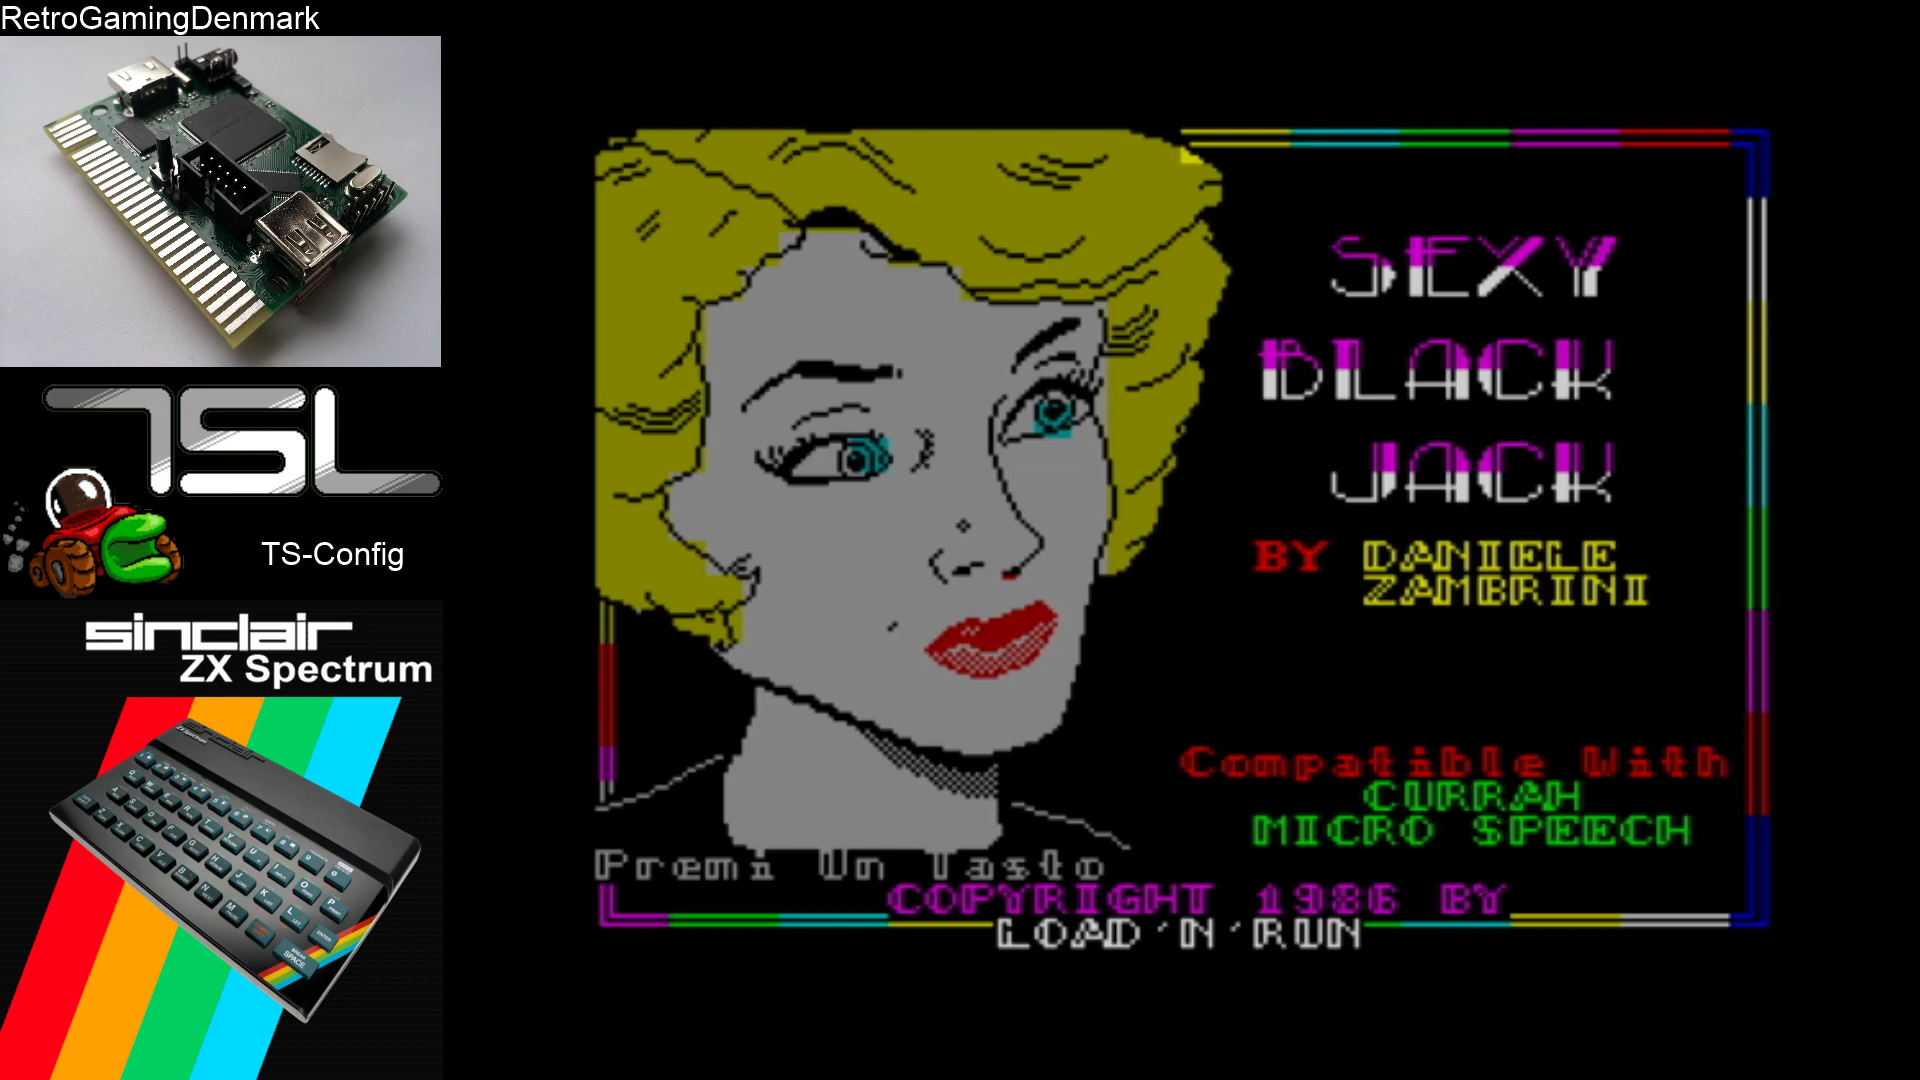 RetroGamingDenmark
TSL
TS-Config
sinclair
ZX Spectrum
SEXY
BLACK
JACK
BY DANIELE
ZAMBRINI
Compatible With
CURRAH
MICRO SPEECH
Premi Un Tasto
COPYRIGHT 1986 BY
LOAD'N'RUN